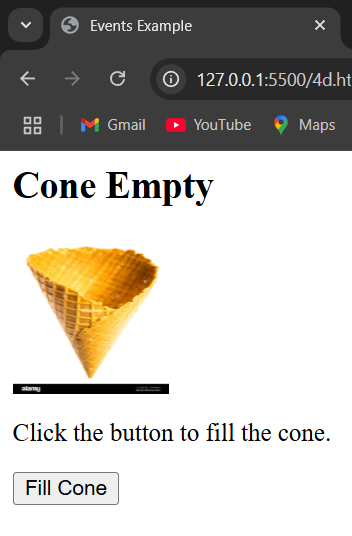 Events Example
127.0.0.1:5500/4d.ht
Gmail YouTube Maps
Cone Empty
alamy
Click the button to fill the cone.
Fill Cone